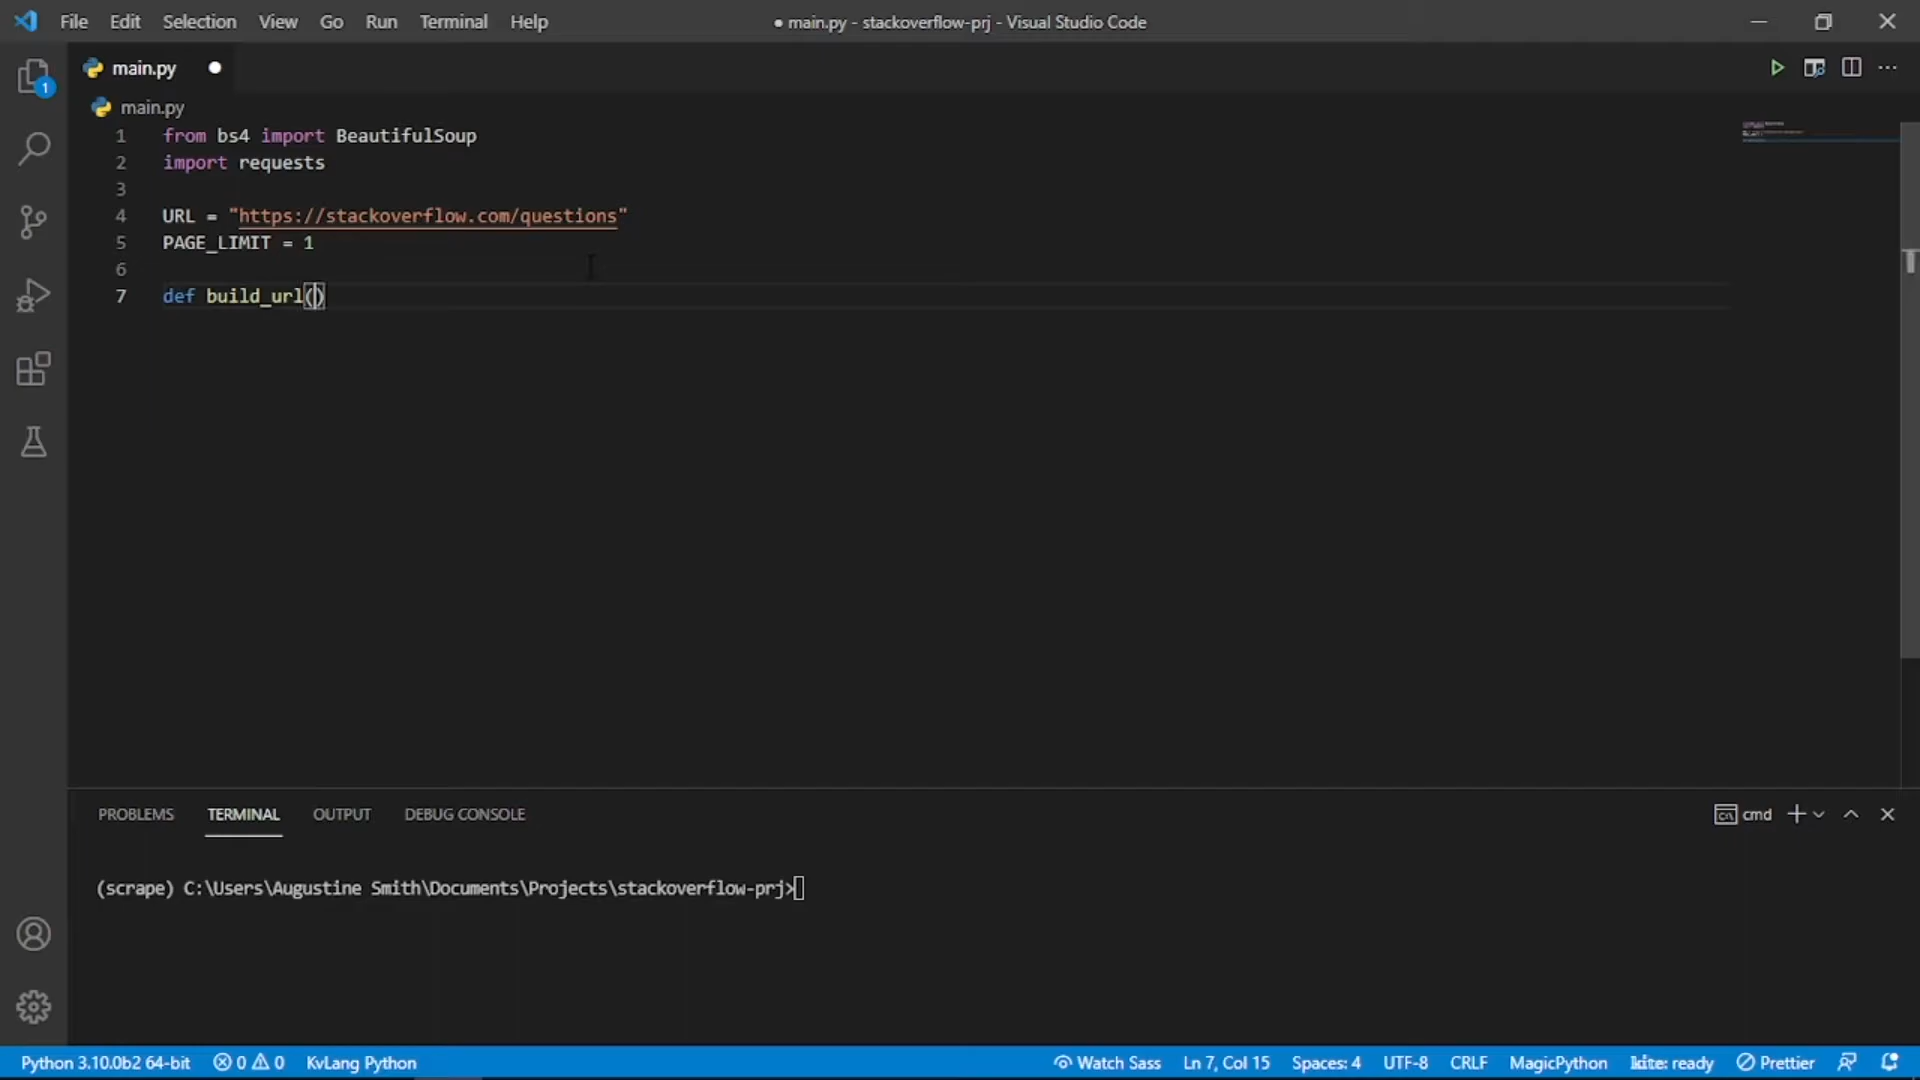 File Edit Selection View Go Run Terminal Help
● main.py - stackoverflow-prj - Visual Studio Code
1
main.py
main.py
1 from bs4 import BeautifulSoup
2 import requests
3
4 URL = "https://stackoverflow.com/questions"
5 PAGE_LIMIT = 1
6
7 def build_url()
PROBLEMS TERMINAL OUTPUT DEBUG CONSOLE
cmd
(scrape) C:\Users\Augustine Smith\Documents\Projects\stackoverflow-prj>
Python 3.10.0b2 64-bit 0 0 KvLang Python Watch Sass Ln 7, Col 15 Spaces: 4 UTF-8 CRLF MagicPython ready Prettier